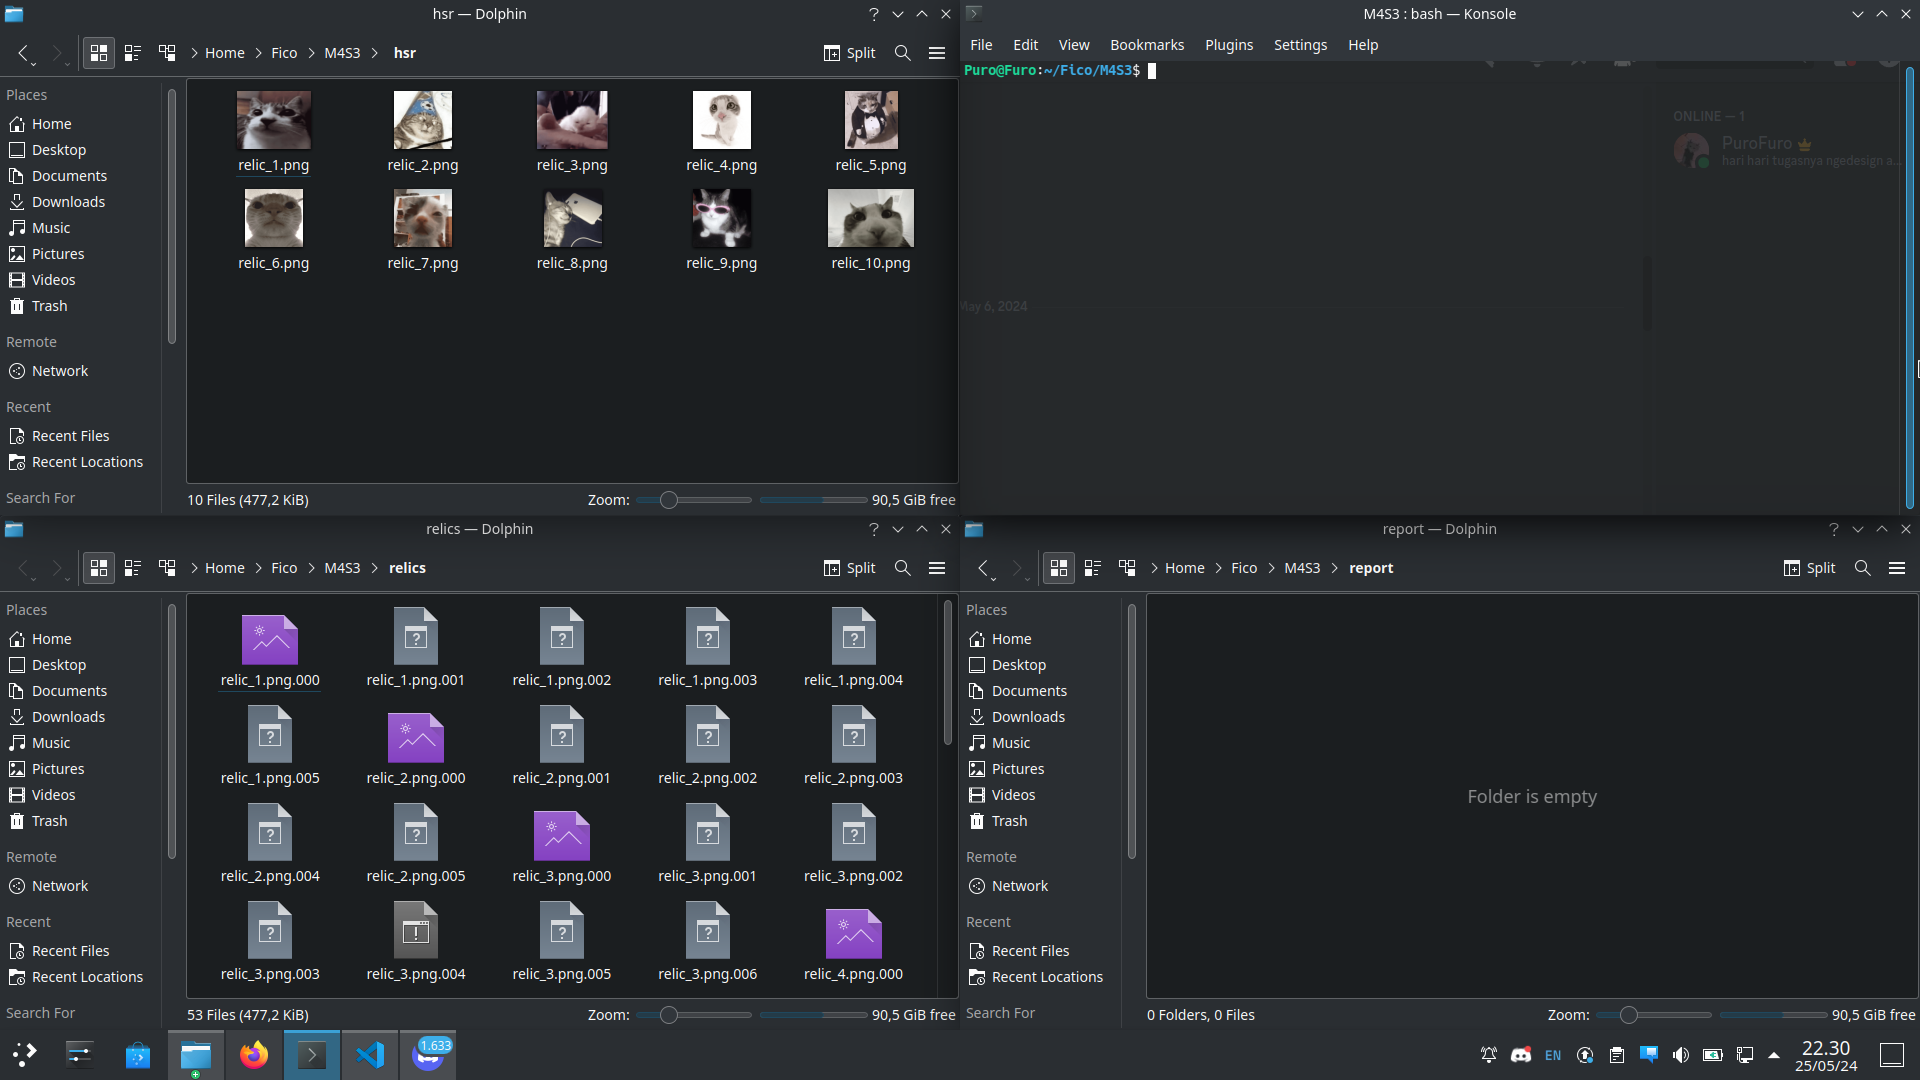 hsr — Dolphin
Home Fico M4S3 hsr
Split
Places
Home
Desktop
Documents
Downloads
Music
Pictures
Videos
Trash
Remote
Network
Recent
Recent Files
Recent Locations
Search For
relic_1.png relic_2.png relic_3.png relic_4.png relic_5.png
relic_6.png relic_7.png relic_8.png relic_9.png relic_10.png
10 Files (477,2 KiB)
Zoom:
90,5 GiB free
M4S3 : bash — Konsole
File Edit View Bookmarks Plugins Settings Help
Puro@Furo:~/Fico/M4S3$
ONLINE — 1
PuroFuro
hari hari tugasnya ngedesign a...
May 6, 2024
relics — Dolphin
Home Fico M4S3 relics
Split
Places
Home
Desktop
Documents
Downloads
Music
Pictures
Videos
Trash
Remote
Network
Recent
Recent Files
Recent Locations
Search For
relic_1.png.000 relic_1.png.001 relic_1.png.002 relic_1.png.003 relic_1.png.004
relic_1.png.005 relic_2.png.000 relic_2.png.001 relic_2.png.002 relic_2.png.003
relic_2.png.004 relic_2.png.005 relic_3.png.000 relic_3.png.001 relic_3.png.002
relic_3.png.003 relic_3.png.004 relic_3.png.005 relic_3.png.006 relic_4.png.000
53 Files (477,2 KiB)
Zoom:
90,5 GiB free
report — Dolphin
Home Fico M4S3 report
Split
Places
Home
Desktop
Documents
Downloads
Music
Pictures
Videos
Trash
Remote
Network
Recent
Recent Files
Recent Locations
Search For
Folder is empty
0 Folders, 0 Files
Zoom:
90,5 GiB free
1.633
EN
22.30
25/05/24